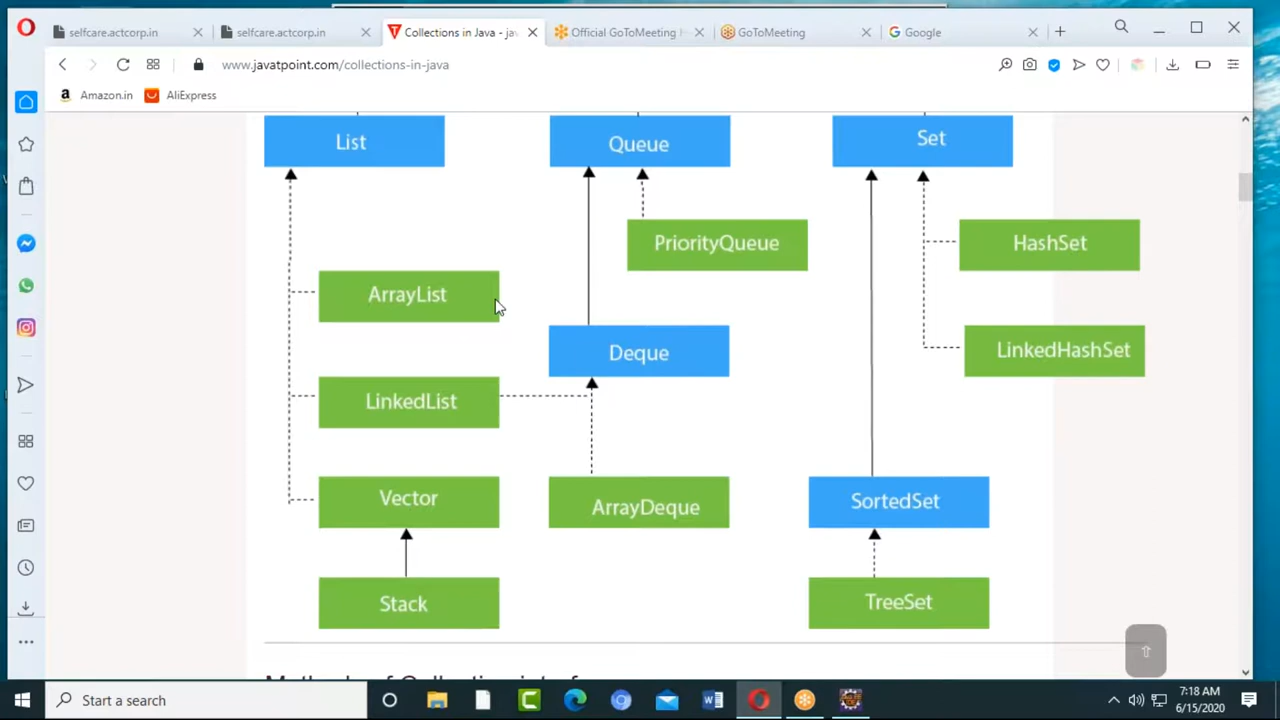 selfcare.actcorp.in
selfcare.actcorp.in
Collections in Java - jav
Official GoToMeeting
GoToMeeting
Google
www.javatpoint.com/collections-in-java
Amazon.in
AliExpress
List
Queue
Set
PriorityQueue
HashSet
ArrayList
Deque
LinkedHashSet
LinkedList
Vector
ArrayDeque
SortedSet
Stack
TreeSet
Start a search
7:18 AM
6/15/2020